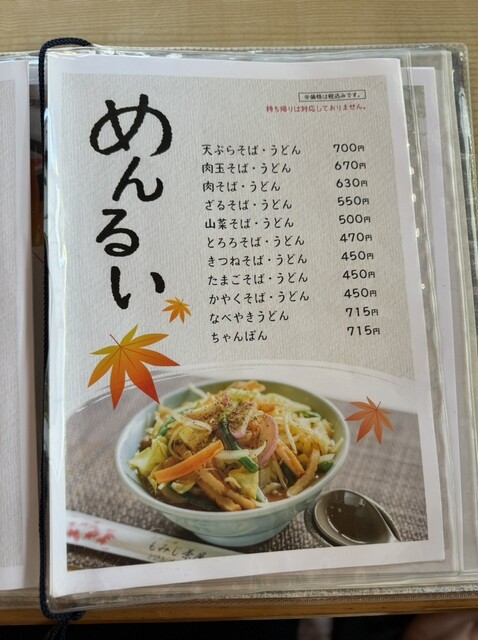 めんるい
※価格は税込みです。
持ち帰りは対応しておりません。
天ぷらそば・うどん 700円
肉玉そば・うどん 670円
肉そば・うどん 630円
ざるそば・うどん 550円
山菜そば・うどん 500円
とろろそば・うどん 470円
きつねそば・うどん 450円
たまごそば・うどん 450円
かやくそば・うどん 450円
なべやきうどん 715円
ちゃんぽん 715円
もみじ茶屋